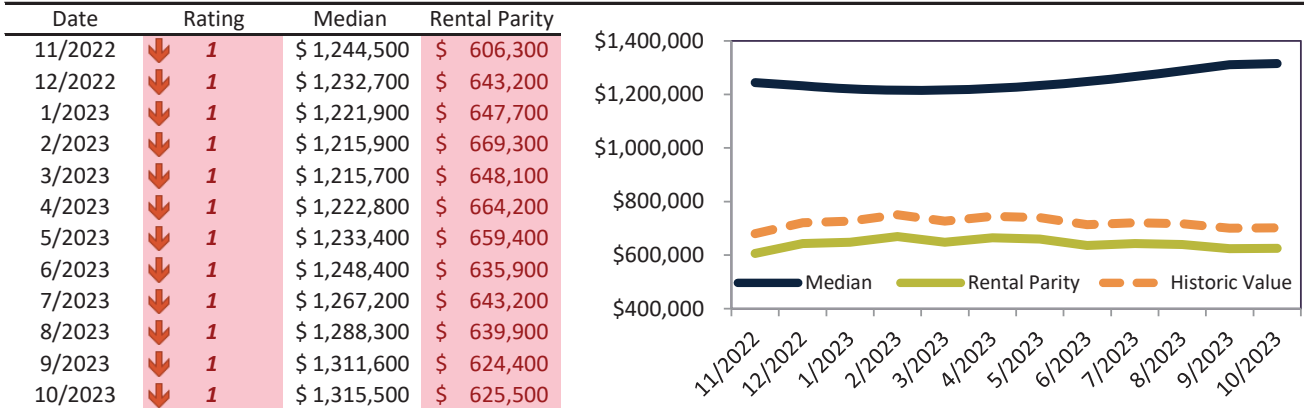 Date Rating Median Rental Parity
11/2022 1 $ 1,244,500 $ 606,300
12/2022 1 $ 1,232,700 $ 643,200
1/2023 1 $ 1,221,900 $ 647,700
2/2023 1 $ 1,215,900 $ 669,300
3/2023 1 $ 1,215,700 $ 648,100
4/2023 1 $ 1,222,800 $ 664,200
5/2023 1 $ 1,233,400 $ 659,400
6/2023 1 $ 1,248,400 $ 635,900
7/2023 1 $ 1,267,200 $ 643,200
8/2023 1 $ 1,288,300 $ 639,900
9/2023 1 $ 1,311,600 $ 624,400
10/2023 1 $ 1,315,500 $ 625,500
$1,400,000
$1,200,000
$1,000,000
$800,000
$600,000
$400,000
Median Rental Parity Historic Value
11/2022 12/2022 1/2023 2/2023 3/2023 4/2023 5/2023 6/2023 7/2023 8/2023 9/2023 10/2023